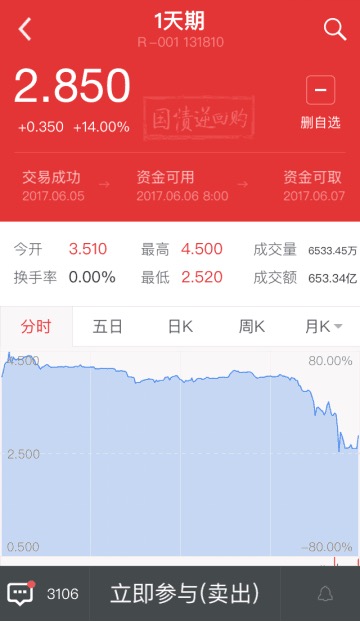 1天期
R-001 131810
2.850
+0.350 +14.00%
国债逆回购
删自选
交易成功 → 资金可用 → 资金可取
2017.06.05 2017.06.06 8:00 2017.06.07
今开 3.510 最高 4.500 成交量 6533.45万
换手率 0.00% 最低 2.520 成交额 653.34亿
分时 五日 日K 周K 月K
4.500 80.00%
2.500
0.500 -80.00%
3106 立即参与(卖出)